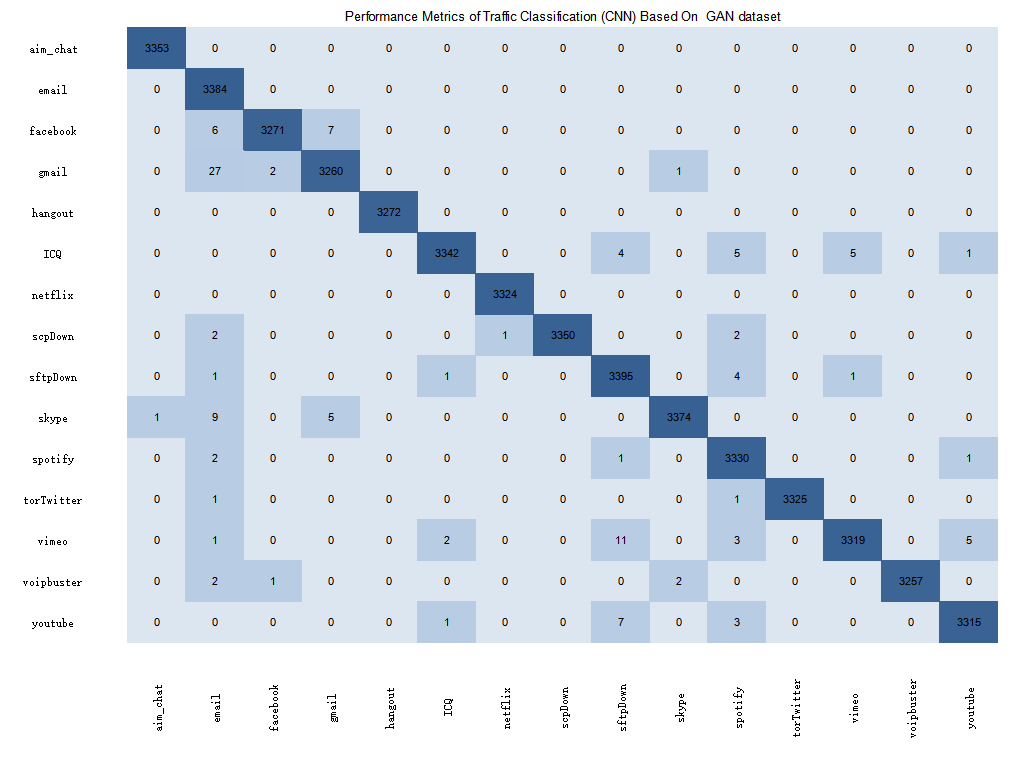 Performance Metrics of Traffic Classification (CNN) Based On GAN dataset
aim_chat 3353 0 0 0 0 0 0 0 0 0 0 0 0 0 0
email 0 3384 0 0 0 0 0 0 0 0 0 0 0 0 0
facebook 0 6 3271 7 0 0 0 0 0 0 0 0 0 0 0
gmail 0 27 2 3260 0 0 0 0 0 1 0 0 0 0 0
hangout 0 0 0 0 3272 0 0 0 0 0 0 0 0 0 0
ICQ 0 0 0 0 0 3342 0 0 4 0 5 0 5 0 1
netflix 0 0 0 0 0 0 3324 0 0 0 0 0 0 0 0
scpDown 0 2 0 0 0 0 1 3350 0 0 2 0 0 0 0
sftpDown 0 1 0 0 0 1 0 0 3395 0 4 0 1 0 0
skype 1 9 0 5 0 0 0 0 0 3374 0 0 0 0 0
spotify 0 2 0 0 0 0 0 0 1 0 3330 0 0 0 1
torTwitter 0 1 0 0 0 0 0 0 0 0 1 3325 0 0 0
vimeo 0 1 0 0 0 2 0 0 11 0 3 0 3319 0 5
voipbuster 0 2 1 0 0 0 0 0 0 2 0 0 0 3257 0
youtube 0 0 0 0 0 1 0 0 7 0 3 0 0 0 3315
aim_chat email facebook gmail hangout ICQ netflix scpDown sftpDown skype spotify torTwitter vimeo voipbuster youtube